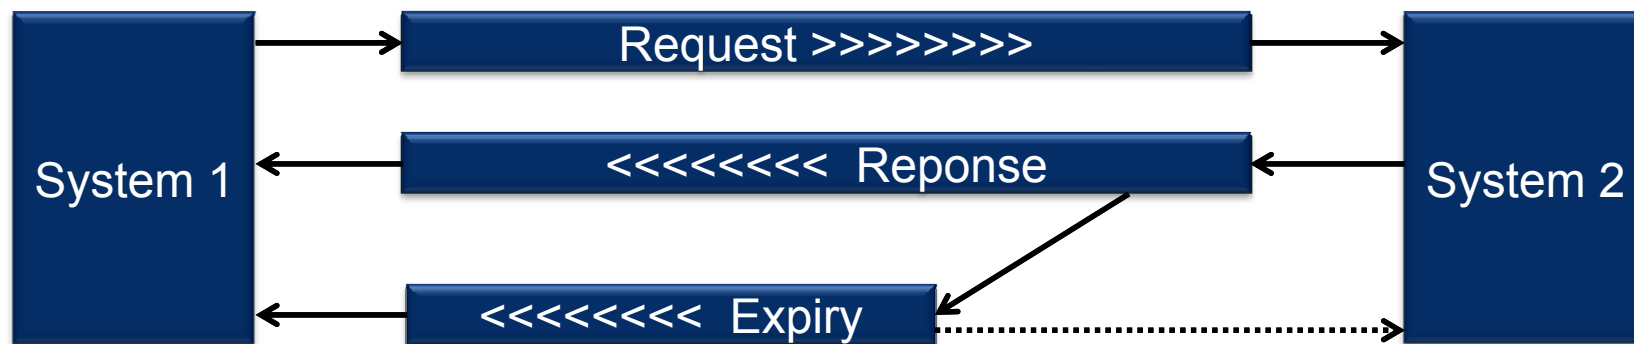 Request >>>>>>>>
System 1
<<<<<<<< Reponse
System 2
<<<<<<<< Expiry